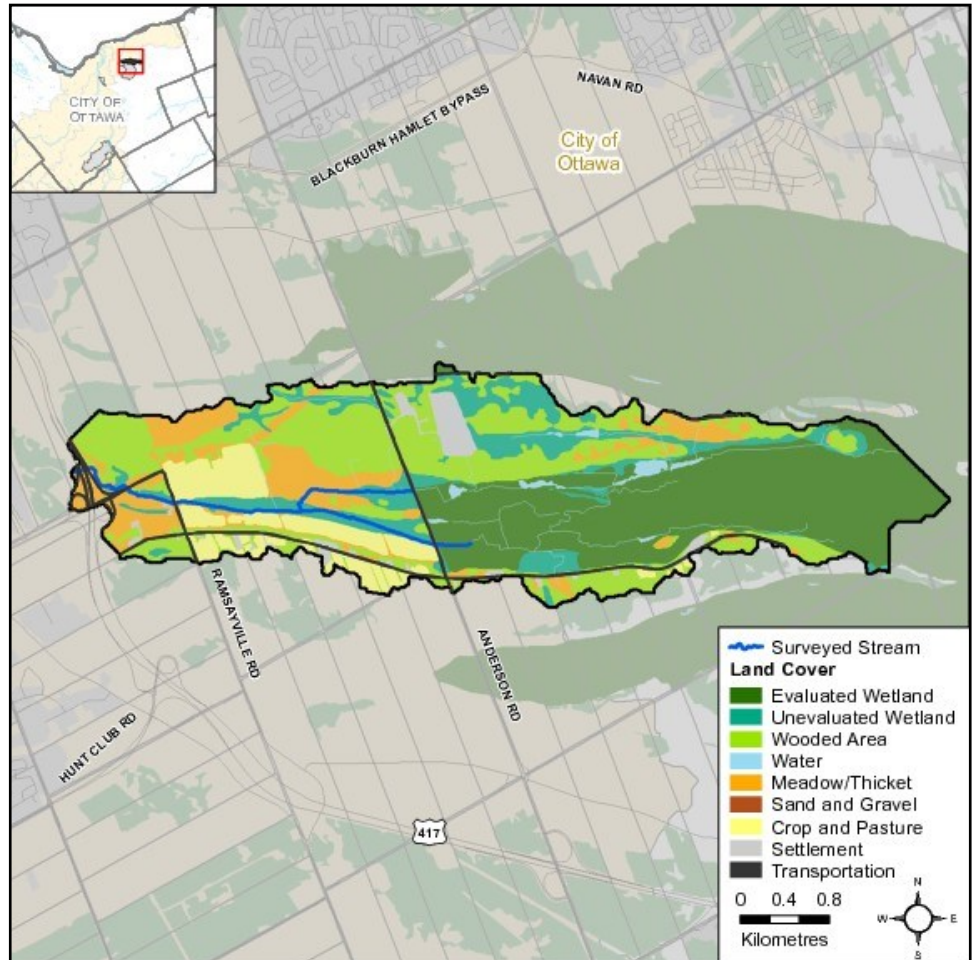 CITY OF
OTTAWA
NAVAN RD
BLACKBURN HAMLET BYPASS
City of
Ottawa
RAMSAYVILLE RD
ANDERSON RD
HUNT CLUB RD
417
Surveyed Stream
Land Cover
Evaluated Wetland
Unevaluated Wetland
Wooded Area
Water
Meadow/Thicket
Sand and Gravel
Crop and Pasture
Settlement
Transportation
0 0.4 0.8
Kilometres
N
W E
S